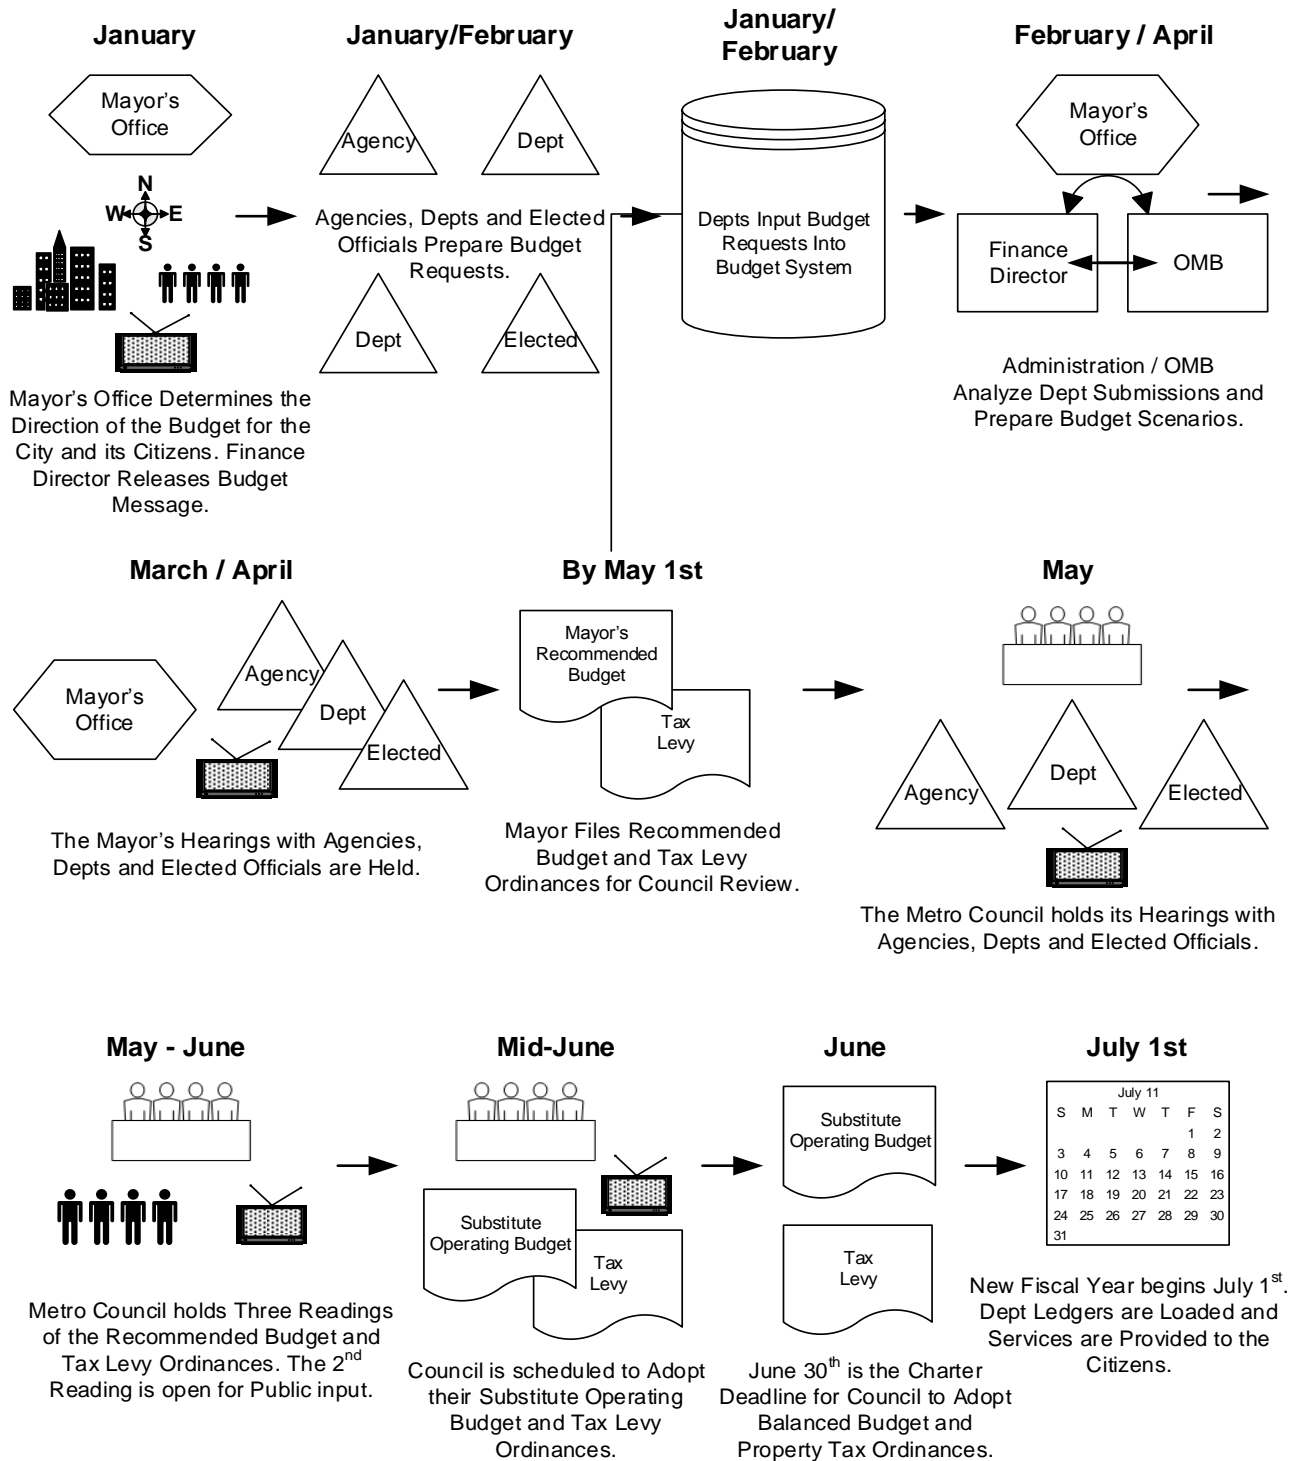 January
Mayor's
Office
N
W E
S
Mayor's Office Determines the
Direction of the Budget for the
City and its Citizens. Finance
Director Releases Budget
Message.
January/February
Agency
Dept
Agencies, Depts and Elected
Officials Prepare Budget
Requests.
Dept
Elected
January/
February
Depts Input Budget
Requests Into
Budget System
February / April
Mayor's
Office
Finance
Director
OMB
Administration / OMB
Analyze Dept Submissions and
Prepare Budget Scenarios.
March / April
Mayor's
Office
Agency
Dept
Elected
The Mayor's Hearings with Agencies,
Depts and Elected Officials are Held.
By May 1st
Mayor's
Recommended
Budget
Tax
Levy
Mayor Files Recommended
Budget and Tax Levy
Ordinances for Council Review.
May
Agency
Dept
Elected
The Metro Council holds its Hearings with
Agencies, Depts and Elected Officials.
May - June
Metro Council holds Three Readings
of the Recommended Budget and
Tax Levy Ordinances. The 2nd
Reading is open for Public input.
Mid-June
Substitute
Operating Budget
Tax
Levy
Council is scheduled to Adopt
their Substitute Operating
Budget and Tax Levy
Ordinances.
June
Substitute
Operating Budget
Tax
Levy
June 30th is the Charter
Deadline for Council to Adopt
Balanced Budget and
Property Tax Ordinances.
July 1st
July 11
S M T W T F S
1 2
3 4 5 6 7 8 9
10 11 12 13 14 15 16
17 18 19 20 21 22 23
24 25 26 27 28 29 30
31
New Fiscal Year begins July 1st.
Dept Ledgers are Loaded and
Services are Provided to the
Citizens.